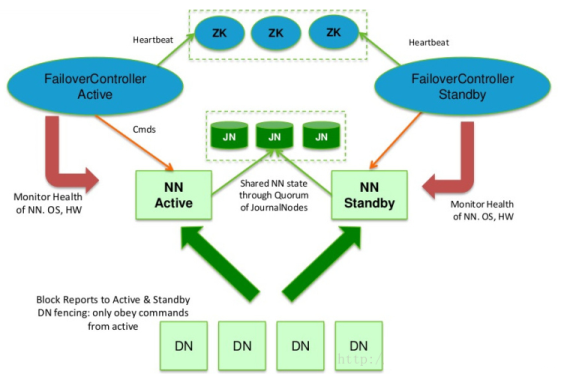 ZK ZK ZK
Heartbeat
Heartbeat
FailoverController
Active
FailoverController
Standby
Cmds
JN JN JN
Monitor Health
of NN. OS, HW
NN
Active
Shared NN state
through Quorum
of JournalNodes
NN
Standby
Monitor Health
of NN. OS, HW
Block Reports to Active & Standby
DN fencing: only obey commands
from active
DN DN DN DN
http:/